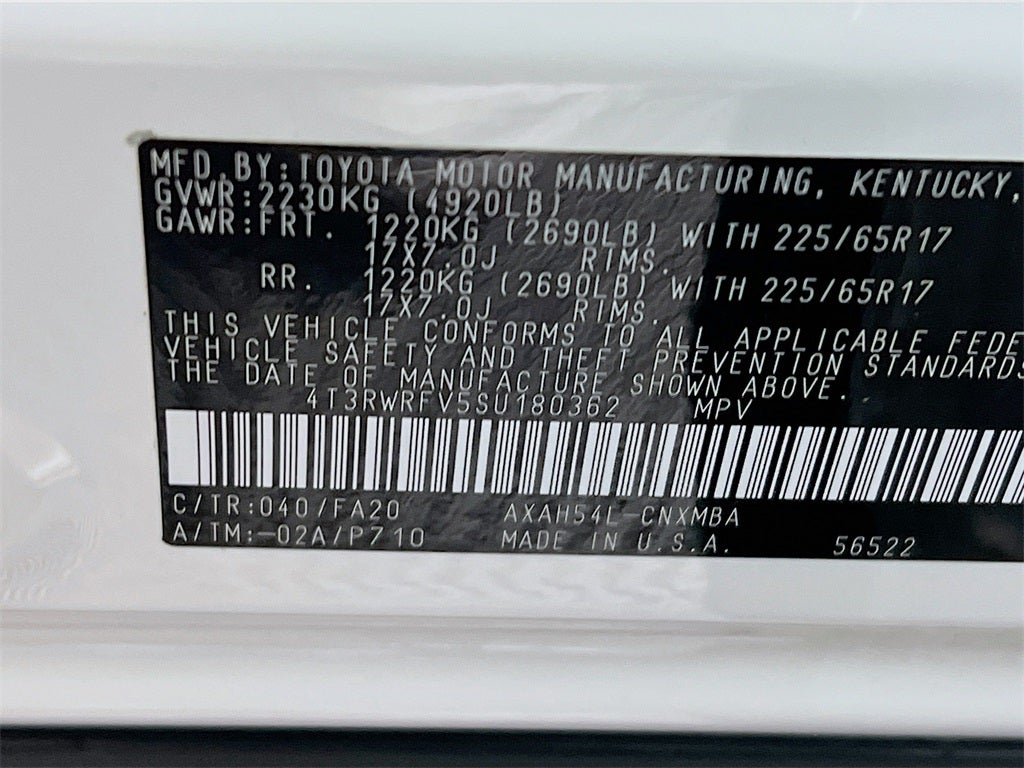 MFD. BY: TOYOTA MOTOR MANUFACTURING, KENTUCKY,
GVWR: 2230KG (4920LB)
GAWR: FRT. 1220KG (2690LB) WITH 225/65R17
17X7.0J RIMS.
RR. 1220KG (2690LB) WITH 225/65R17
17X7.0J RIMS.
THIS VEHICLE CONFORMS TO ALL APPLICABLE FEDE
VEHICLE SAFETY AND THEFT PREVENTION STANDARDS
THE DATE OF MANUFACTURE SHOWN ABOVE.
4T3RWRFV5SU180362 MPV
C/TR:040/FA20 AXAH54L-CNXMBA
A/TM:-02A/P710 MADE IN U.S.A. 56522